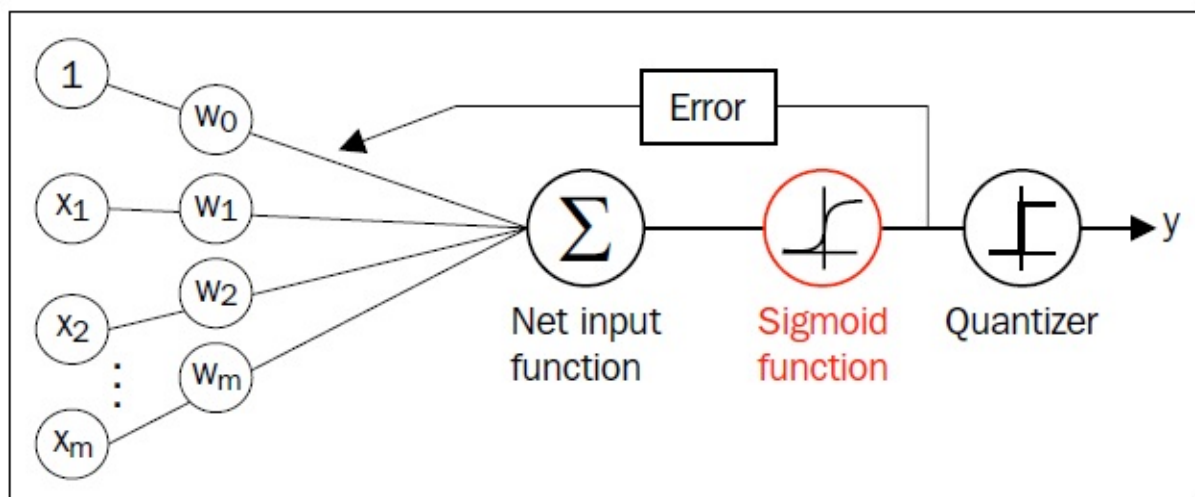 1
W0
Error
x1
W1
Σ
y
x2
W2
⋮
Wm
xm
Net input
function
Sigmoid
function
Quantizer